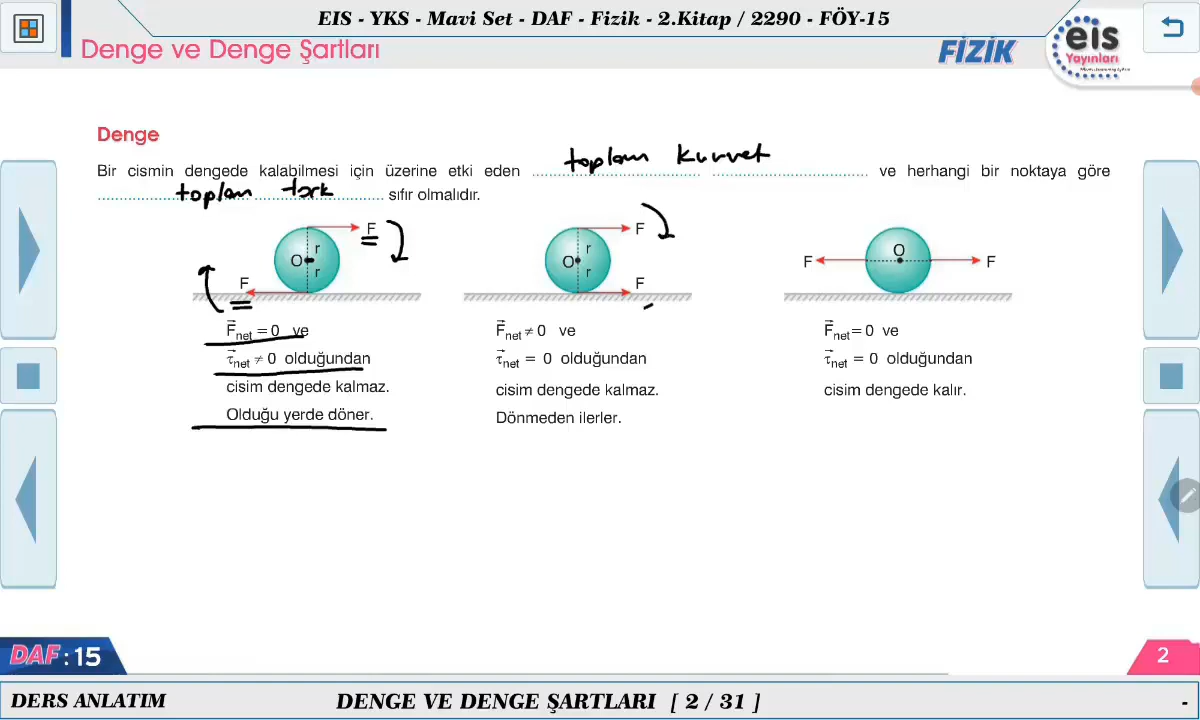 EIS - YKS - Mavi Set - DAF - Fizik - 2.Kitap / 2290 - FÖY-15
Denge ve Denge Şartları
FİZİK
eis
Yayınları
Denge
Bir cismin dengede kalabilmesi için üzerine etki eden toplam kuvvet ve herhangi bir noktaya göre
toplam tork sıfır olmalıdır.
F
r
O
r
F
F
r
O
r
F
F
O
F
F⃗net = 0 ve
τ⃗net ≠ 0 olduğundan
cisim dengede kalmaz.
Olduğu yerde döner.
F⃗net ≠ 0 ve
τ⃗net = 0 olduğundan
cisim dengede kalmaz.
Dönmeden ilerler.
F⃗net = 0 ve
τ⃗net = 0 olduğundan
cisim dengede kalır.
DAF : 15
2
DERS ANLATIM
DENGE VE DENGE ŞARTLARI [ 2 / 31 ]
-